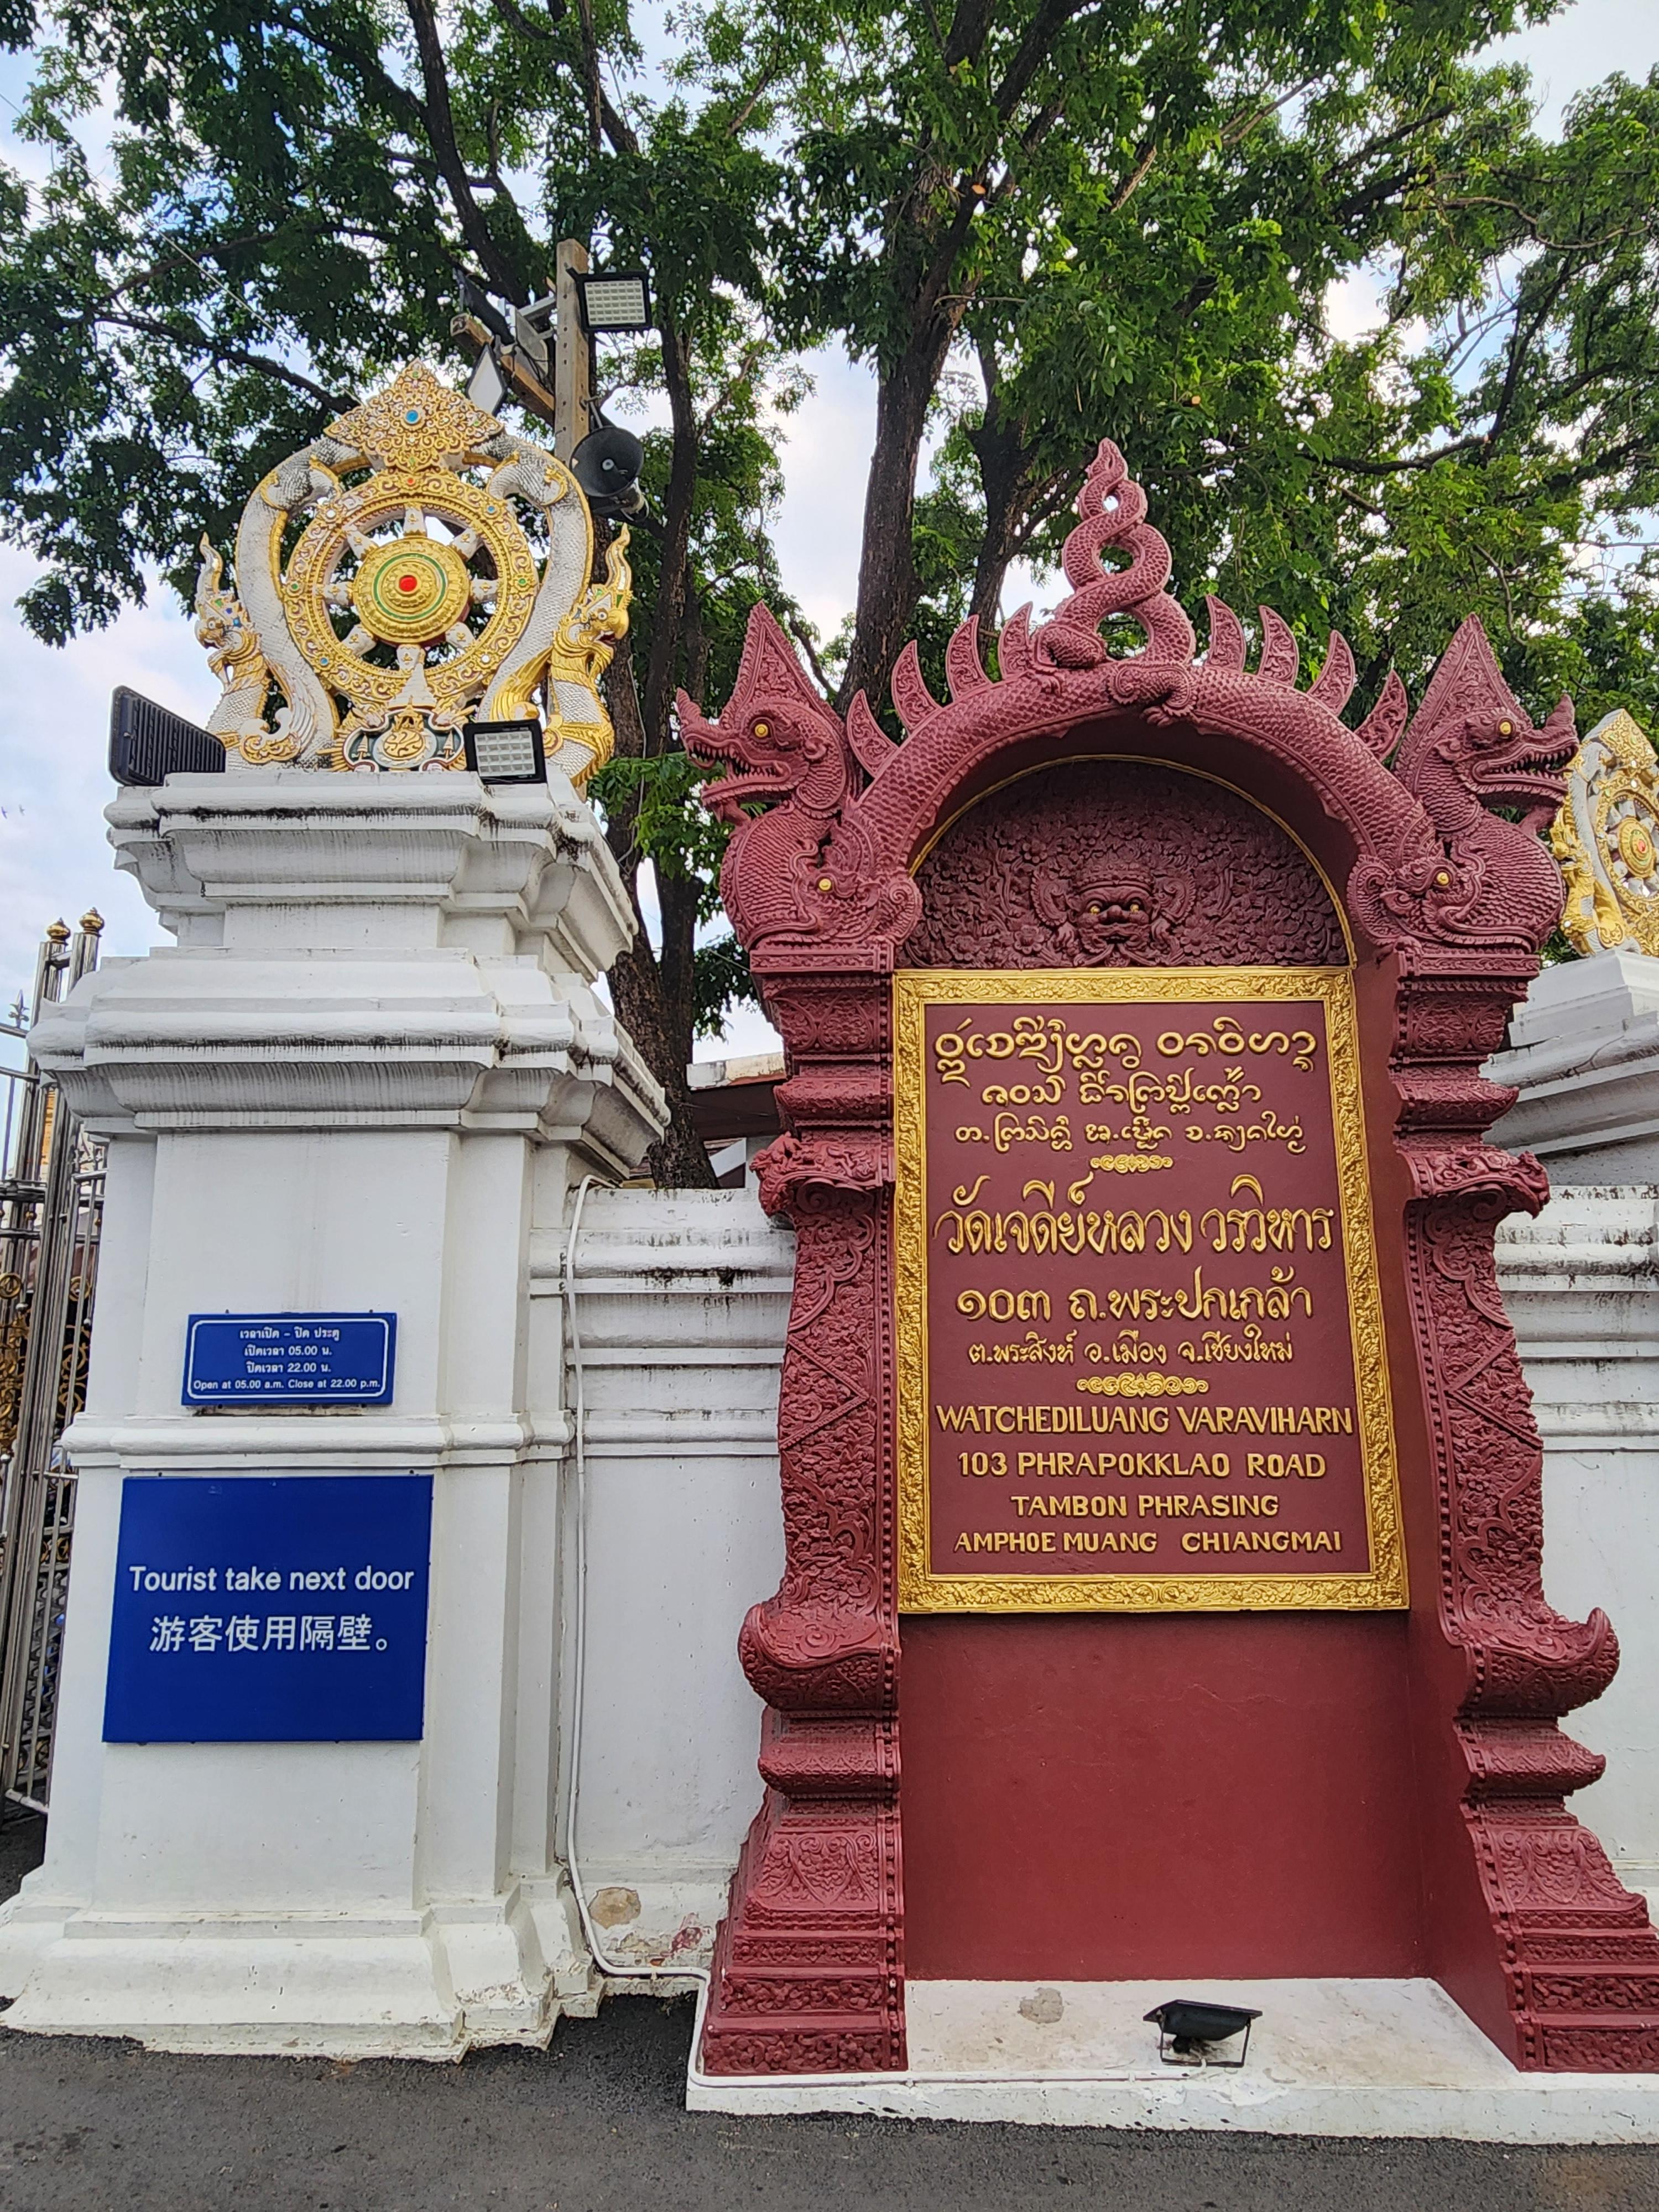 เวลาเปิด - ปิด ประตู
เปิดเวลา 05.00 น.
ปิดเวลา 22.00 น.
Open at 05.00 a.m. Close at 22.00 p.m.
Tourist take next door
游客使用隔壁。
วัดเจดีย์หลวง วรวิหาร
๑๐๓ ถ.พระปกเกล้า
ต.พระสิงห์ อ.เมือง จ.เชียงใหม่
WATCHEDILUANG VARAVIHARN
103 PHRAPOKKLAO ROAD
TAMBON PHRASING
AMPHOE MUANG CHIANGMAI